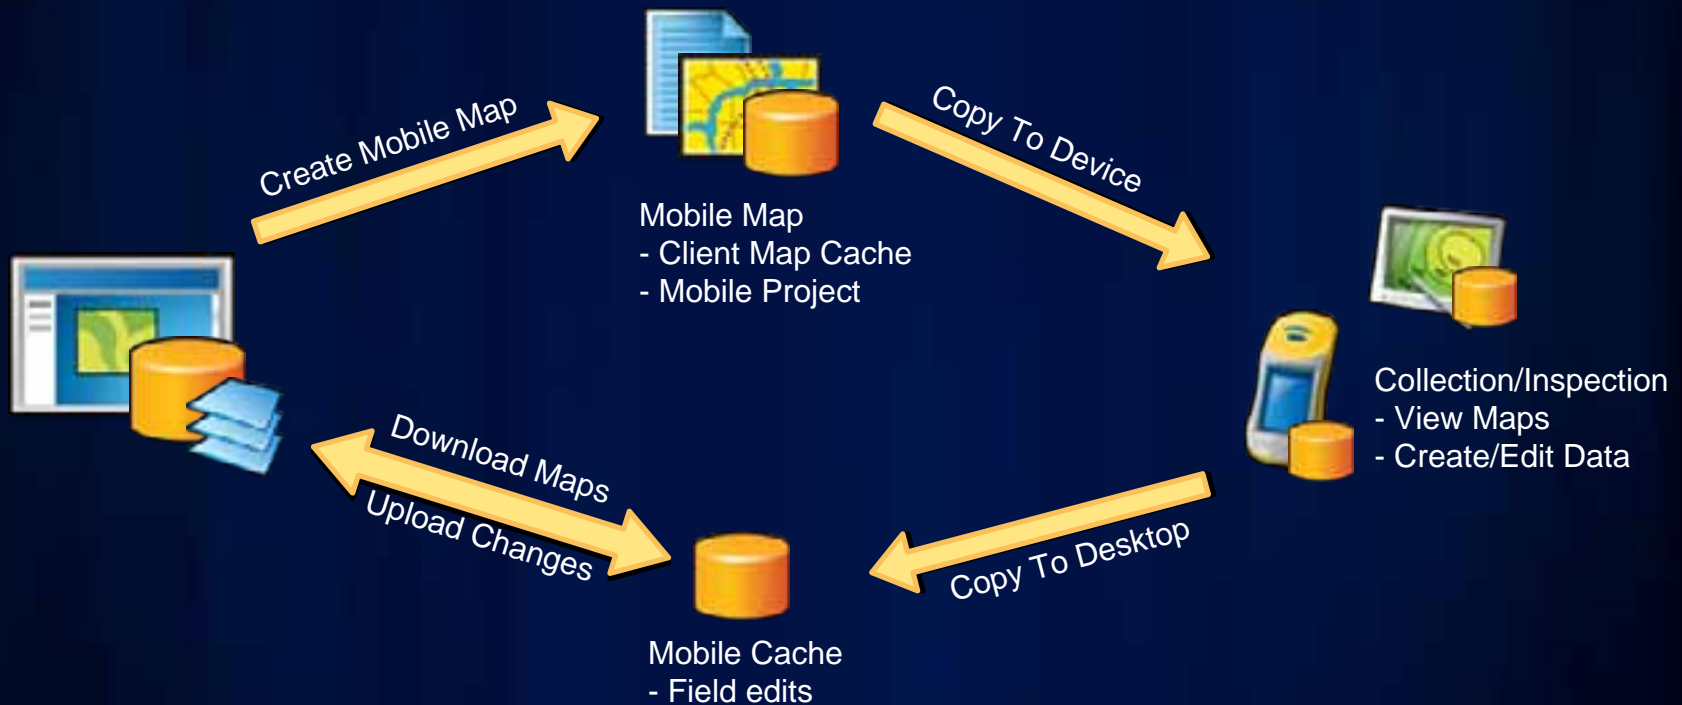 Create Mobile Map
Copy To Device
Mobile Map
- Client Map Cache
- Mobile Project
Collection/Inspection
- View Maps
- Create/Edit Data
Download Maps
Upload Changes
Copy To Desktop
Mobile Cache
- Field edits